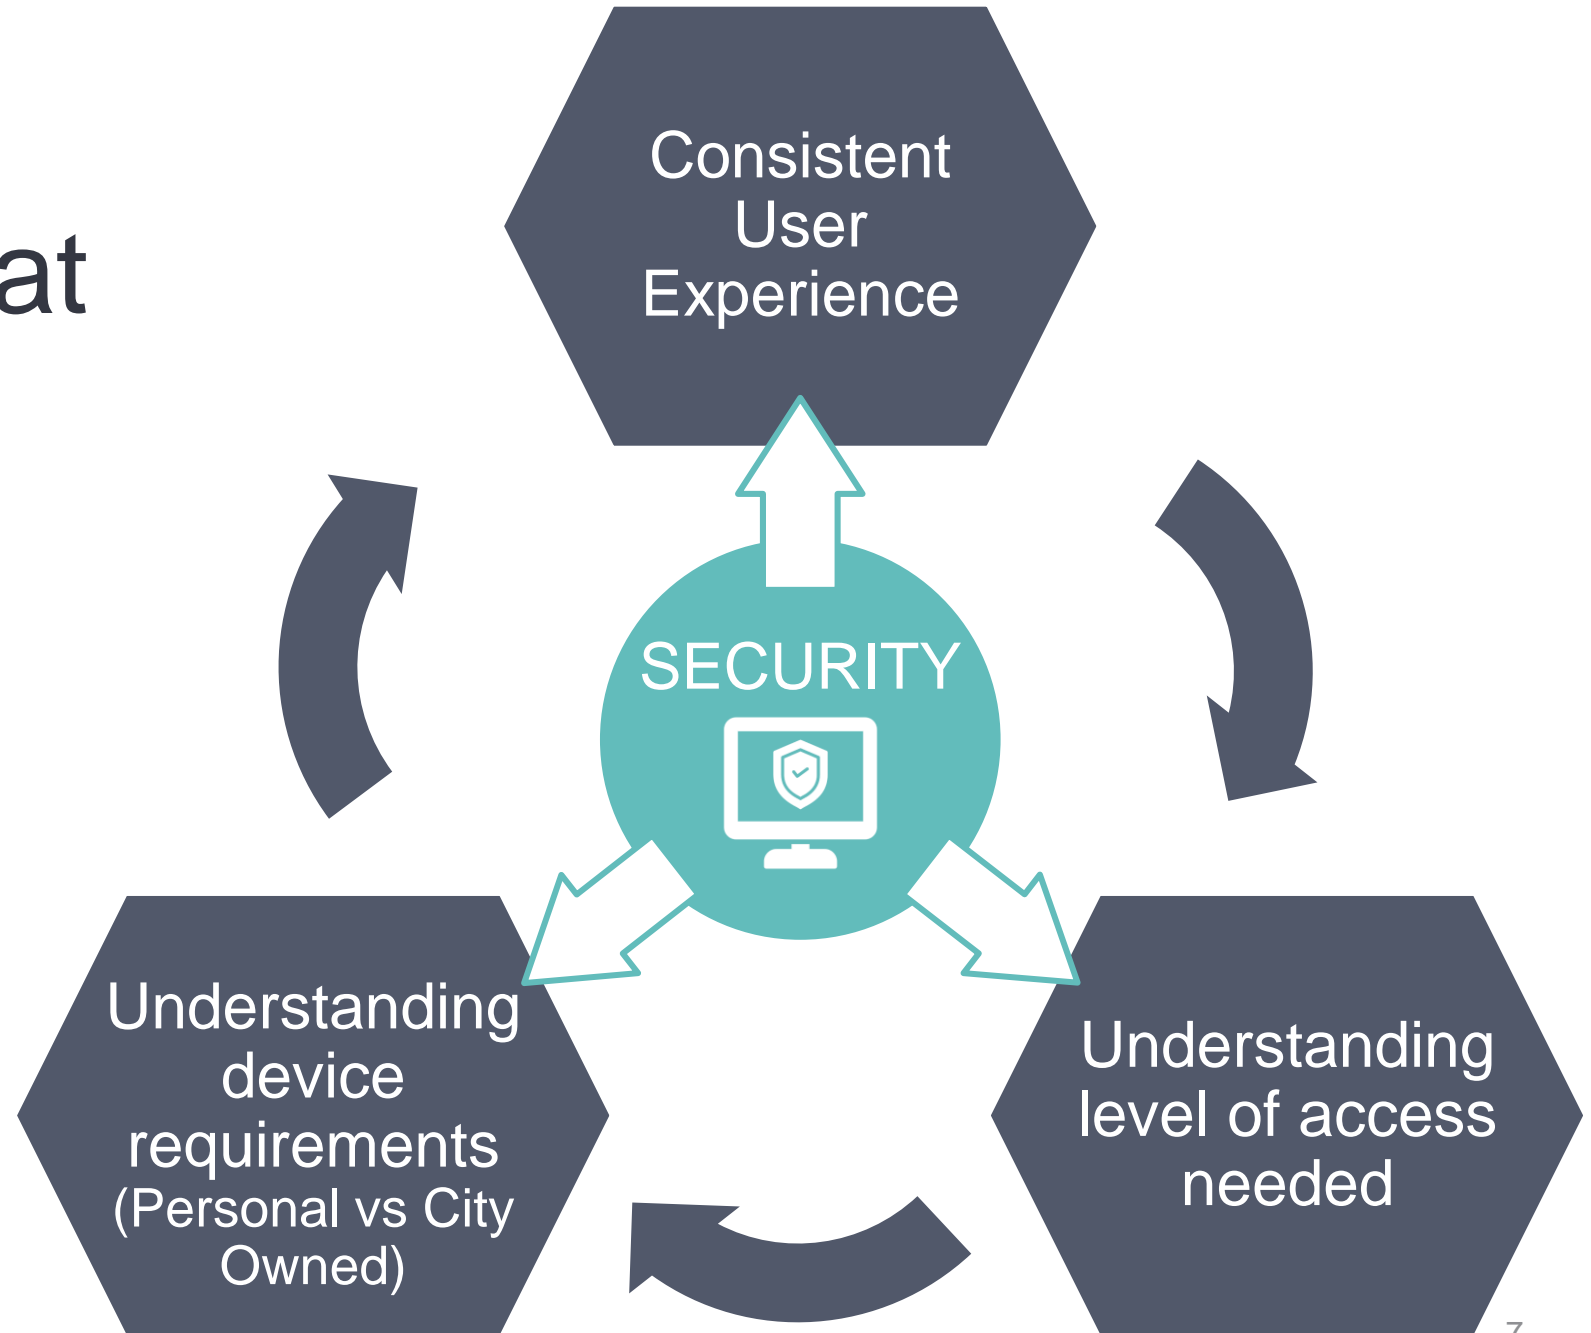 Consistent
User
Experience
at
SECURITY
Understanding
device
requirements
(Personal vs City
Owned)
Understanding
level of access
needed